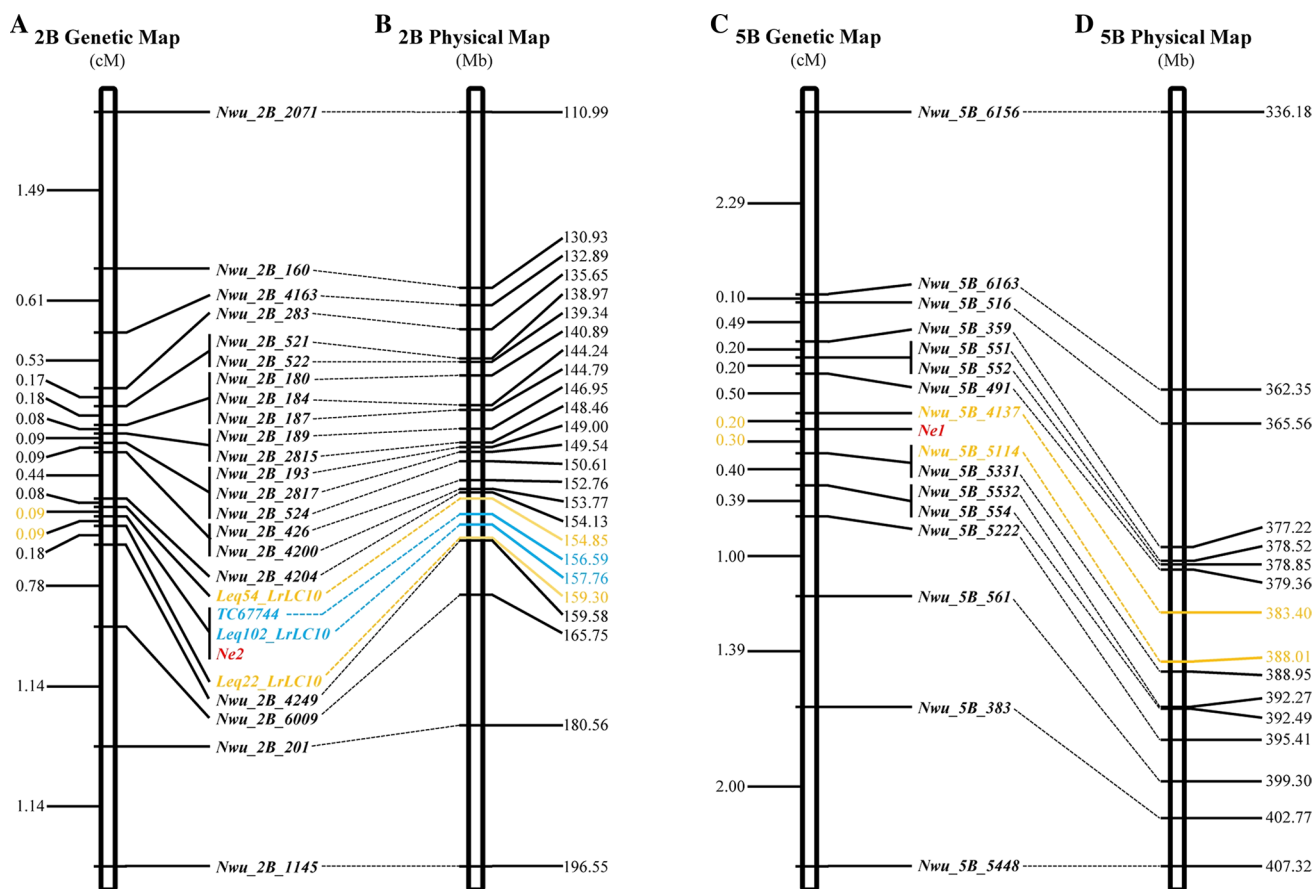 A
2B Genetic Map
(cM)
B
2B Physical Map
(Mb)
C
5B Genetic Map
(cM)
D
5B Physical Map
(Mb)
1.49
0.61
0.53
0.17
0.18
0.08
0.09
0.09
0.44
0.08
0.09
0.09
0.18
0.78
1.14
1.14
Nwu_2B_2071
Nwu_2B_160
Nwu_2B_4163
Nwu_2B_283
Nwu_2B_521
Nwu_2B_522
Nwu_2B_180
Nwu_2B_184
Nwu_2B_187
Nwu_2B_189
Nwu_2B_2815
Nwu_2B_193
Nwu_2B_2817
Nwu_2B_524
Nwu_2B_426
Nwu_2B_4200
Nwu_2B_4204
Leq54_LrLC10
TC67744
Leq102_LrLC10
Ne2
Leq22_LrLC10
Nwu_2B_4249
Nwu_2B_6009
Nwu_2B_201
Nwu_2B_1145
110.99
130.93
132.89
135.65
138.97
139.34
140.89
144.24
144.79
146.95
148.46
149.00
149.54
150.61
152.76
153.77
154.13
154.85
156.59
157.76
159.30
159.58
165.75
180.56
196.55
2.29
0.10
0.49
0.20
0.20
0.50
0.20
0.30
0.40
0.39
1.00
1.39
2.00
Nwu_5B_6156
Nwu_5B_6163
Nwu_5B_516
Nwu_5B_359
Nwu_5B_551
Nwu_5B_552
Nwu_5B_491
Nwu_5B_4137
Ne1
Nwu_5B_5114
Nwu_5B_5331
Nwu_5B_5532
Nwu_5B_554
Nwu_5B_5222
Nwu_5B_561
Nwu_5B_383
Nwu_5B_5448
336.18
362.35
365.56
377.22
378.52
378.85
379.36
383.40
388.01
388.95
392.27
392.49
395.41
399.30
402.77
407.32